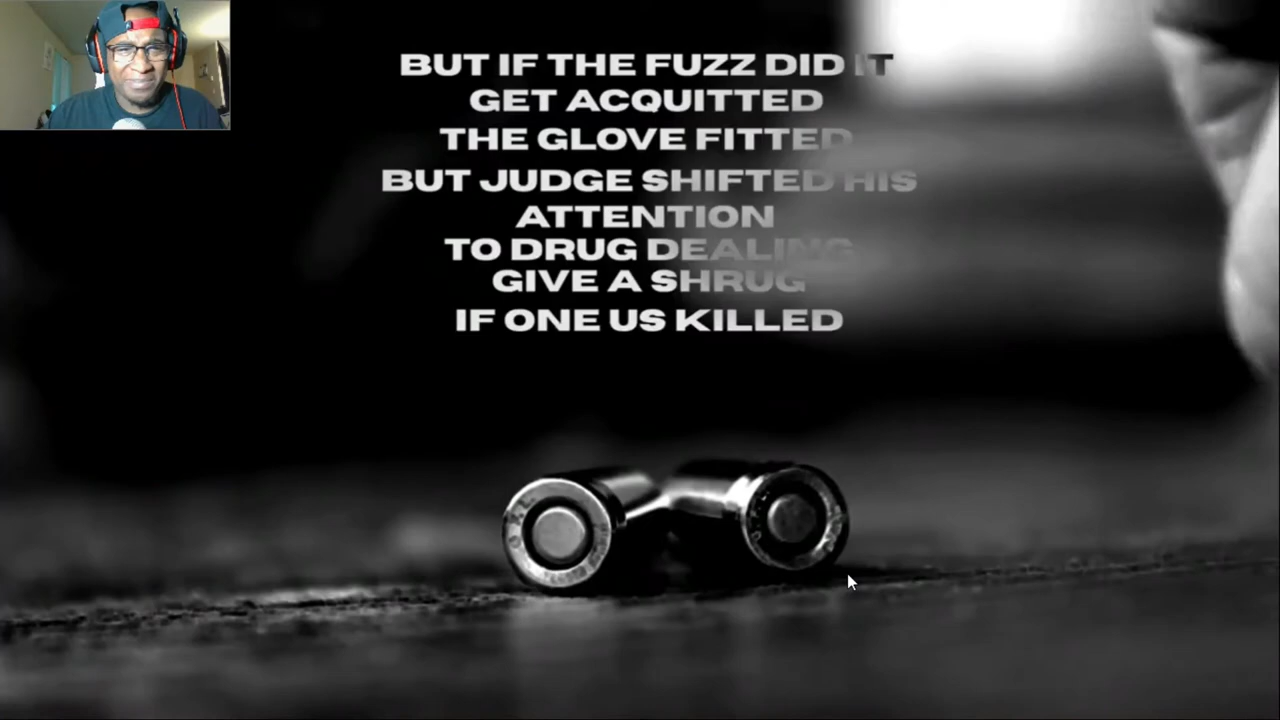 BUT IF THE FUZZ DID IT
GET ACQUITTED
THE GLOVE FITTED
BUT JUDGE SHIFTED HIS
ATTENTION
TO DRUG DEALING
GIVE A SHRUG
IF ONE US KILLED